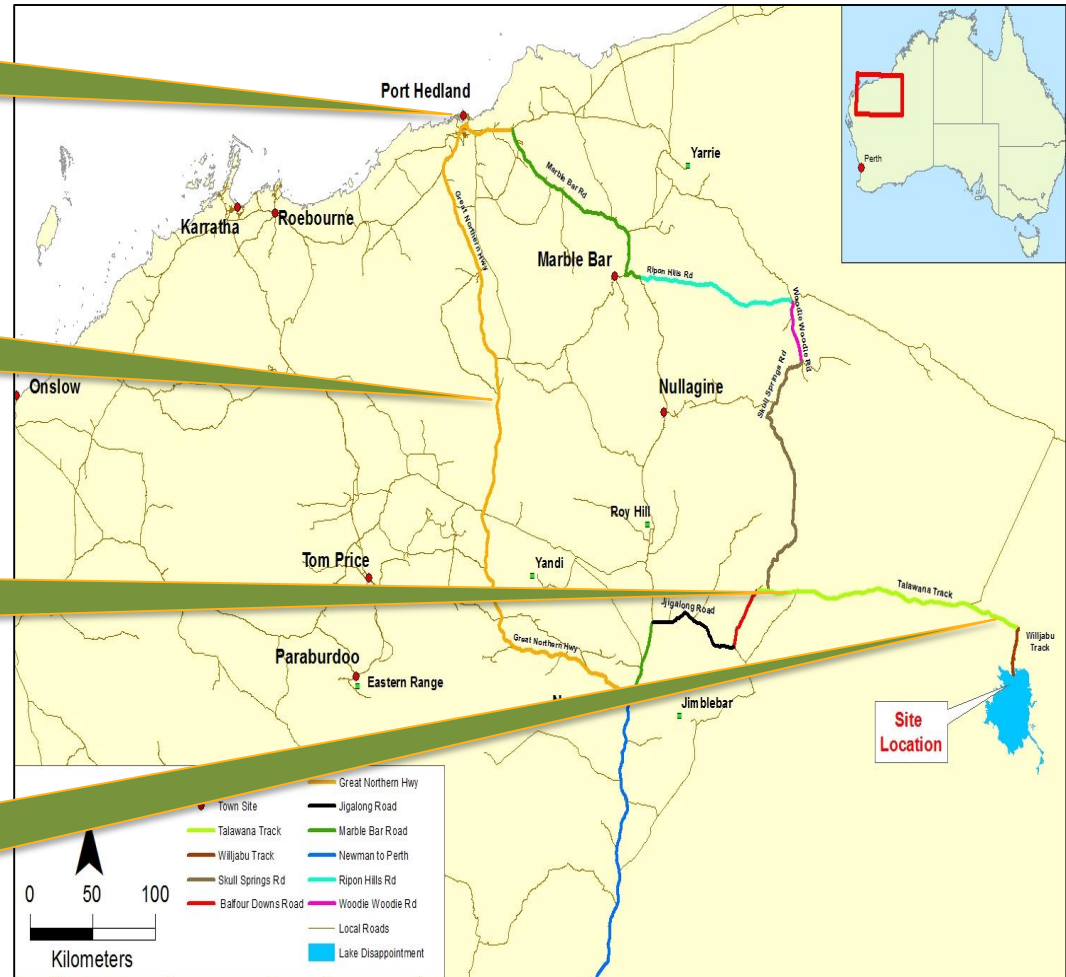 Port Hedland
Yarrie
Perth
Marble Bar Rd
Great Northern Hwy
Karratha
Roebourne
Marble Bar
Ripon Hills Rd
Woodie Woodie Rd
Skull Springs Rd
Onslow
Nullagine
Roy Hill
Tom Price
Yandi
Talawana Track
Jigalong Road
Willjabu
Track
Great Northern Hwy
Paraburdoo
Eastern Range
Jimblebar
Site
Location
Town Site
Talawana Track
Willjabu Track
Skull Springs Rd
Balfour Downs Road
Great Northern Hwy
Jigalong Road
Marble Bar Road
Newman to Perth
Ripon Hills Rd
Woodie Woodie Rd
Local Roads
Lake Disappointment
0 50 100
Kilometers